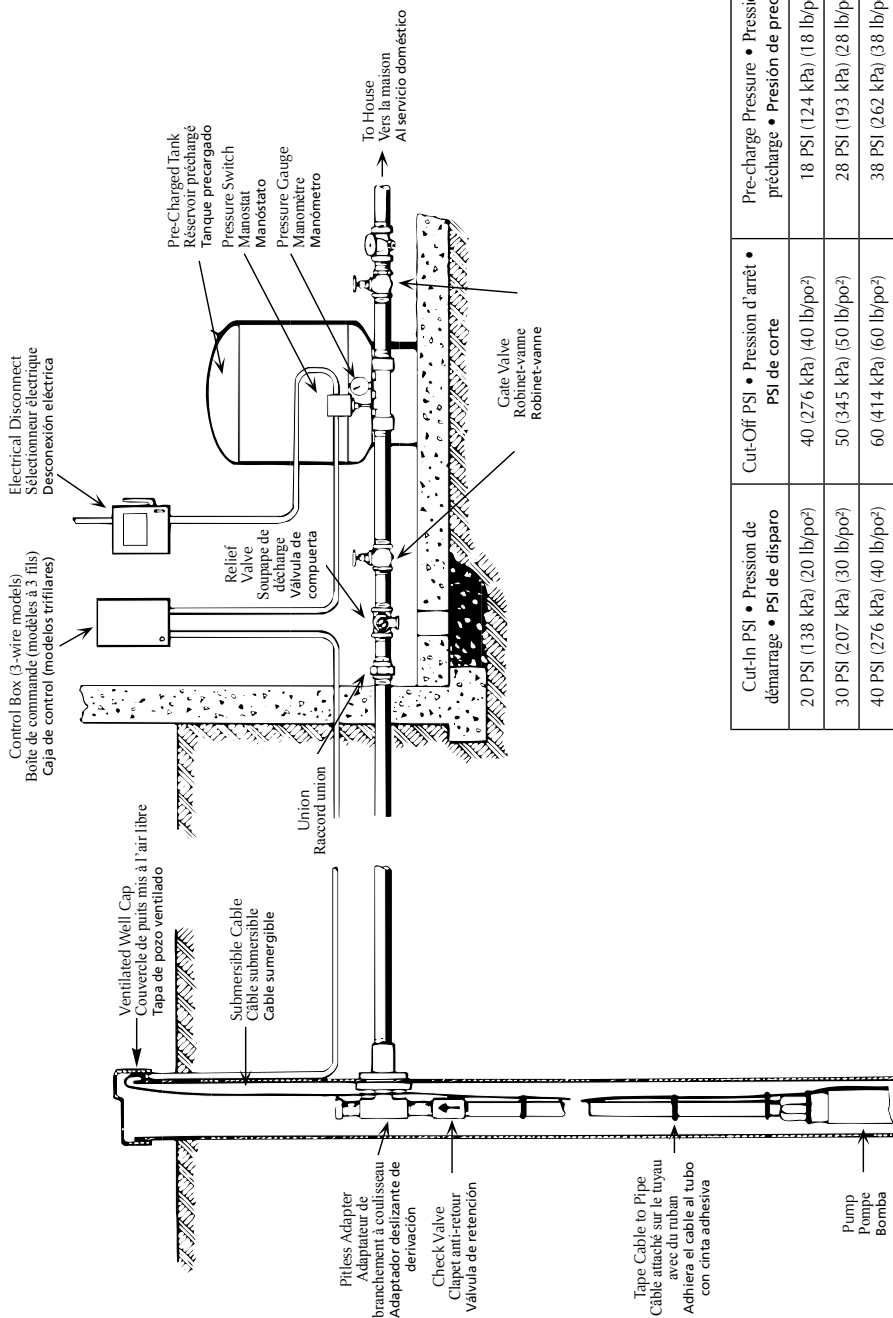 Control Box (3-wire models)
Boîte de commande (modèles à 3 fils)
Caja de control (modelos trifilares)
Electrical Disconnect
Sélectionneur électrique
Desconexión eléctrica
Pre-Charged Tank
Réservoir préchargé
Tanque precargado
Pressure Switch
Manostat
Manóstato
Pressure Gauge
Manomètre
Manómetro
To House
Vers la maison
Al servicio doméstico
Ventilated Well Cap
Couvercle de puits mis à l'air libre
Tapa de pozo ventilado
Submersible Cable
Câble submersible
Cable sumergible
Union
Raccord union
Relief
Valve
Soupape de
décharge
Válvula de
compuerta
Gate Valve
Robinet-vanne
Robinet-vanne
Pitless Adapter
Adaptateur de
branchement à coulisseau
Adaptador deslizante de
derivación
Check Valve
Clapet anti-retour
Válvula de retención
Tape Cable to Pipe
Câble attaché sur le tuyau
avec du ruban
Adhiera el cable al tubo
con cinta adhesiva
Pump
Pompe
Bomba
Cut-In PSI • Pression de
démarrage • PSI de disparo
Cut-Off PSI • Pression d'arrêt •
PSI de corte
Pre-charge Pressure •
précharge • Presión de
20 PSI (138 kPa) (20 lb/po²)
40 (276 kPa) (40 lb/po²)
18 PSI (124 kPa) (18
30 PSI (207 kPa) (30 lb/po²)
50 (345 kPa) (50 lb/po²)
28 PSI (193 kPa) (28
40 PSI (276 kPa) (40 lb/po²)
60 (414 kPa) (60 lb/po²)
38 PSI (262 kPa) (38